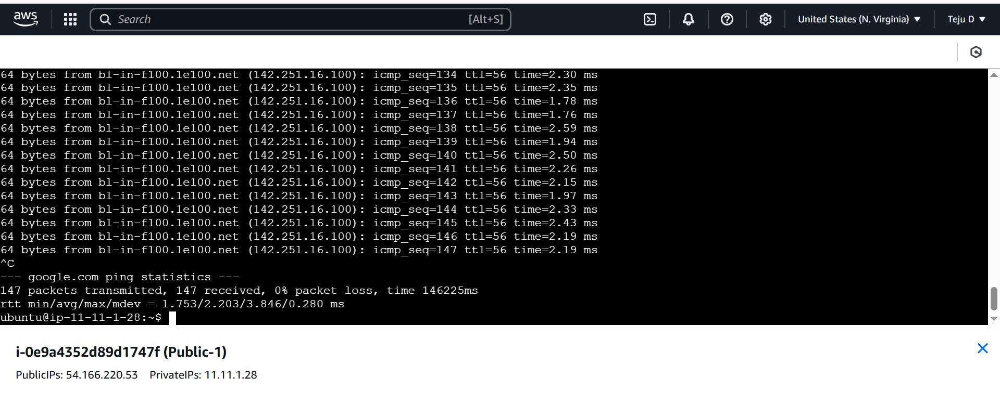 aws
Search [Alt+S]
United States (N. Virginia)
Teju D
64 bytes from bl-in-f100.1e100.net (142.251.16.100): icmp_seq=134 ttl=56 time=2.30 ms
64 bytes from bl-in-f100.1e100.net (142.251.16.100): icmp_seq=135 ttl=56 time=2.35 ms
64 bytes from bl-in-f100.1e100.net (142.251.16.100): icmp_seq=136 ttl=56 time=1.78 ms
64 bytes from bl-in-f100.1e100.net (142.251.16.100): icmp_seq=137 ttl=56 time=1.76 ms
64 bytes from bl-in-f100.1e100.net (142.251.16.100): icmp_seq=138 ttl=56 time=2.59 ms
64 bytes from bl-in-f100.1e100.net (142.251.16.100): icmp_seq=139 ttl=56 time=1.94 ms
64 bytes from bl-in-f100.1e100.net (142.251.16.100): icmp_seq=140 ttl=56 time=2.50 ms
64 bytes from bl-in-f100.1e100.net (142.251.16.100): icmp_seq=141 ttl=56 time=2.26 ms
64 bytes from bl-in-f100.1e100.net (142.251.16.100): icmp_seq=142 ttl=56 time=2.15 ms
64 bytes from bl-in-f100.1e100.net (142.251.16.100): icmp_seq=143 ttl=56 time=1.97 ms
64 bytes from bl-in-f100.1e100.net (142.251.16.100): icmp_seq=144 ttl=56 time=2.33 ms
64 bytes from bl-in-f100.1e100.net (142.251.16.100): icmp_seq=145 ttl=56 time=2.43 ms
64 bytes from bl-in-f100.1e100.net (142.251.16.100): icmp_seq=146 ttl=56 time=2.19 ms
64 bytes from bl-in-f100.1e100.net (142.251.16.100): icmp_seq=147 ttl=56 time=2.19 ms
^C
--- google.com ping statistics ---
147 packets transmitted, 147 received, 0% packet loss, time 146225ms
rtt min/avg/max/mdev = 1.753/2.203/3.846/0.280 ms
ubuntu@ip-11-11-1-28:~$
i-0e9a4352d89d1747f (Public-1)
PublicIPs: 54.166.220.53 PrivateIPs: 11.11.1.28